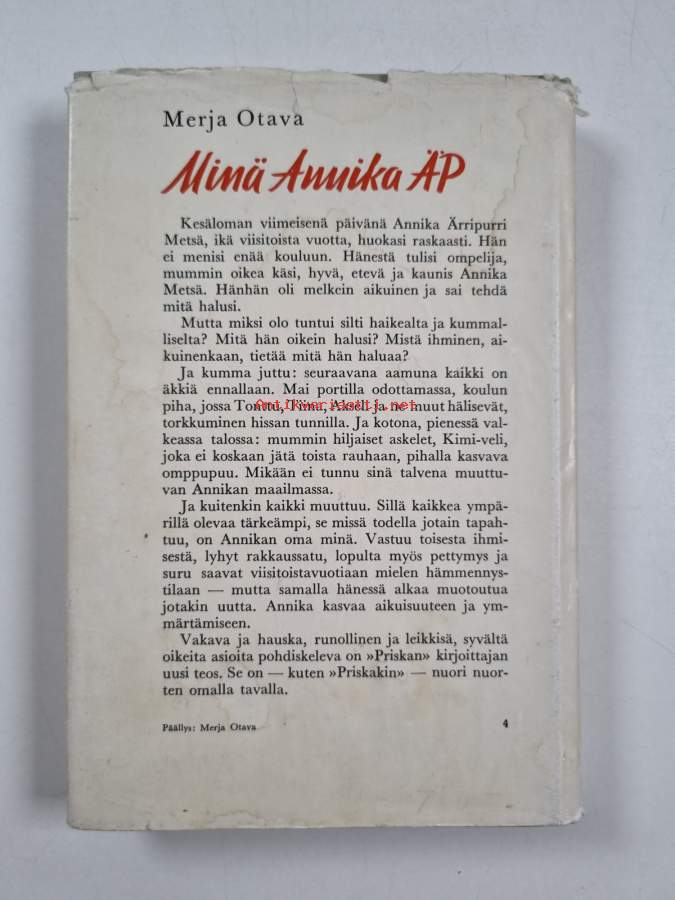 Merja Otava
Minä Annika ÄP
Kesäloman viimeisenä päivänä Annika Ärripurri
Metsä, ikä viisitoista vuotta, huokasi raskaasti. Hän
ei menisi enää kouluun. Hänestä tulisi ompelija,
mummin oikea käsi, hyvä, etevä ja kaunis Annika
Metsä. Hänhän oli melkein aikuinen ja sai tehdä
mitä halusi.
Mutta miksi olo tuntui silti haikealta ja kummal-
liselta? Mitä hän oikein halusi? Mistä ihminen, ai-
kuinenkaan, tietää mitä hän haluaa?
Ja kumma juttu: seuraavana aamuna kaikki on
äkkiä ennallaan. Mai portilla odottamassa, koulun
piha, jossa Tonttu, Timi, Akseli ja ne muut hälisevät,
Antikvariaatti.net
torkkuminen hissan tunnilla. Ja kotona, pienessä val-
keassa talossa: mummin hiljaiset askelet, Kimi-veli,
joka ei koskaan jätä toista rauhaan, pihalla kasvava
omppupuu. Mikään ei tunnu sinä talvena muuttu-
van Annikan maailmassa.
Ja kuitenkin kaikki muuttuu. Sillä kaikkea ympä-
rillä olevaa tärkeämpi, se missä todella jotain tapah-
tuu, on Annikan oma minä. Vastuu toisesta ihmi-
sestä, lyhyt rakkaussatu, lopulta myös pettymys ja
suru saavat viisitoistavuotiaan mielen hämmennys-
tilaan — mutta samalla hänessä alkaa muotoutua
jotakin uutta. Annika kasvaa aikuisuuteen ja ym-
märtämiseen.
Vakava ja hauska, runollinen ja leikkisä, syvältä
oikeita asioita pohdiskeleva on »Priskan» kirjoittajan
uusi teos. Se on — kuten »Priskakin» — nuori nuor-
ten omalla tavalla.
Päällys: Merja Otava
4